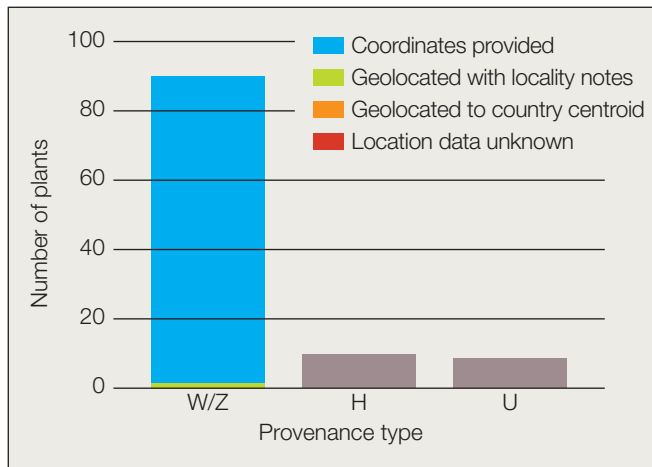 100
80
60
40
20
0
Number of plants
Coordinates provided
Geolocated with locality notes
Geolocated to country centroid
Location data unknown
W/Z
H
U
Provenance type